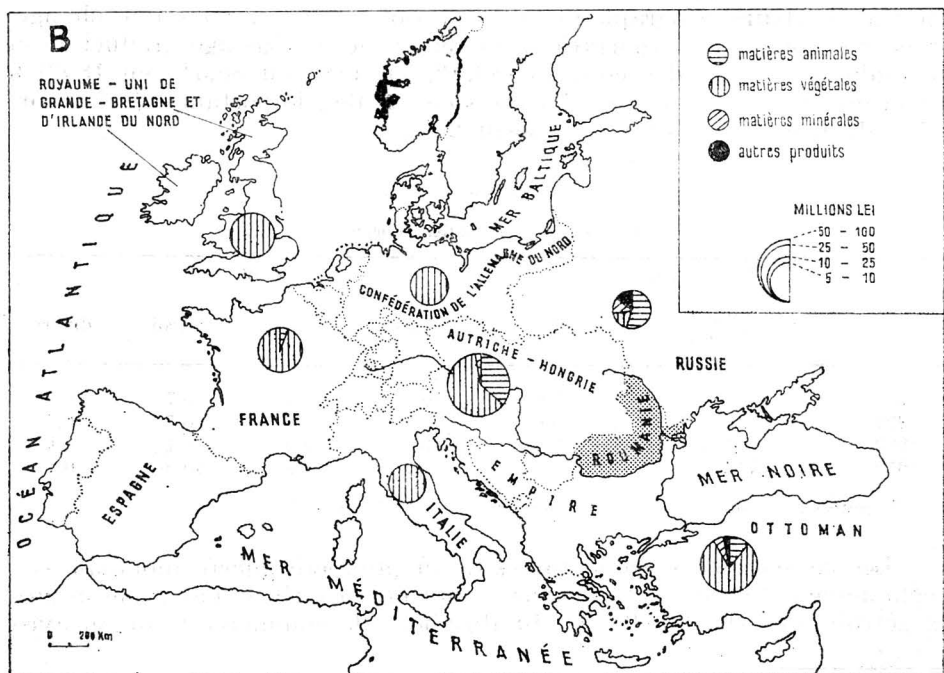 B
ROYAUME - UNI DE
GRANDE - BRETAGNE ET
D'IRLANDE DU NORD
matières animales
matières végétales
matières minérales
autres produits
MILLIONS LEI
50 - 100
25 - 50
10 - 25
5 - 10
OCÉAN ATLANTIQUE
MER BALTIQUE
CONFÉDÉRATION DE L'ALLEMAGNE DU NORD
AUTRICHE - HONGRIE
RUSSIE
FRANCE
ROUMANIE
ESPAGNE
ITALIE
EMPIRE
OTTOMAN
MER NOIRE
MER MÉDITERRANÉE
0 200 Km